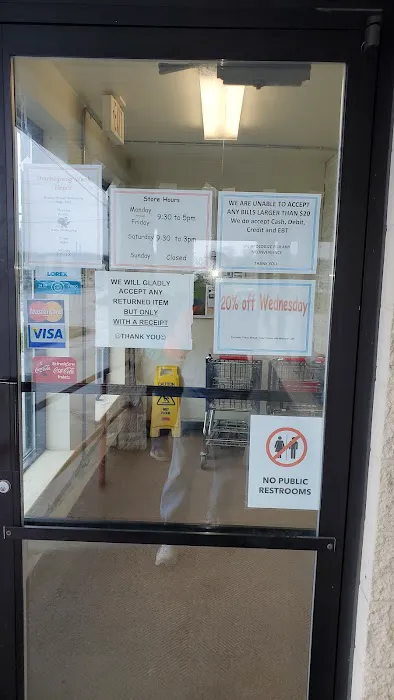 Store Hours
Monday
Friday 9:30 to 5pm
Saturday 9:30 to 3pm
Sunday Closed
WE ARE UNABLE TO ACCEPT
ANY BILLS LARGER THAN $20
We do accept Cash, Debit,
Credit and EBT
THANK YOU
WE WILL GLADLY
ACCEPT ANY
RETURNED ITEM
BUT ONLY
WITH A RECEIPT
THANK YOU
20% off Wednesday
LOREX
MasterCard
VISA
Coca-Cola
CAUTION
NO PUBLIC
RESTROOMS